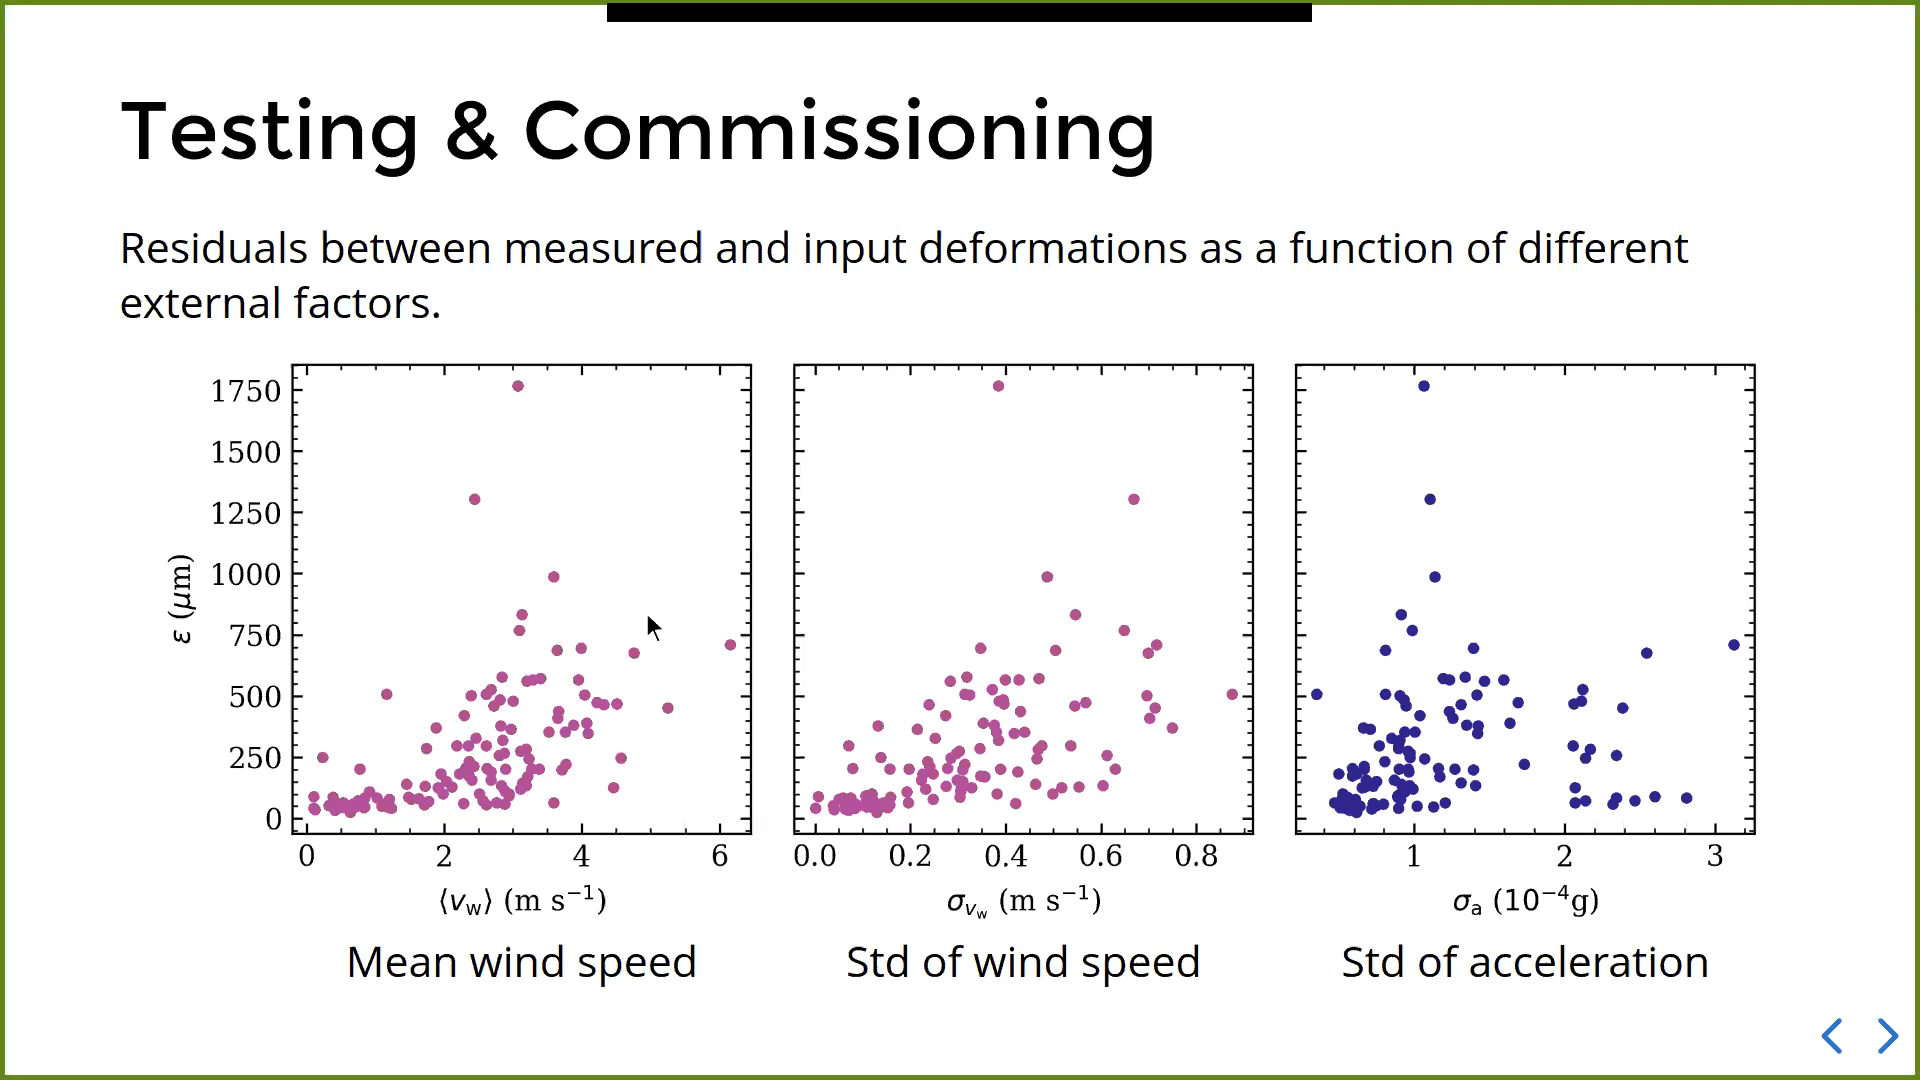 Testing & Commissioning
Residuals between measured and input deformations as a function of different
external factors.
1750
1500
1250
1000
750
500
250
0
ε (μm)
0 2 4 6
0.0 0.2 0.4 0.6 0.8
1 2 3
⟨v_w⟩ (m s⁻¹)
σ_{v_w} (m s⁻¹)
σ_a (10⁻⁴g)
Mean wind speed
Std of wind speed
Std of acceleration